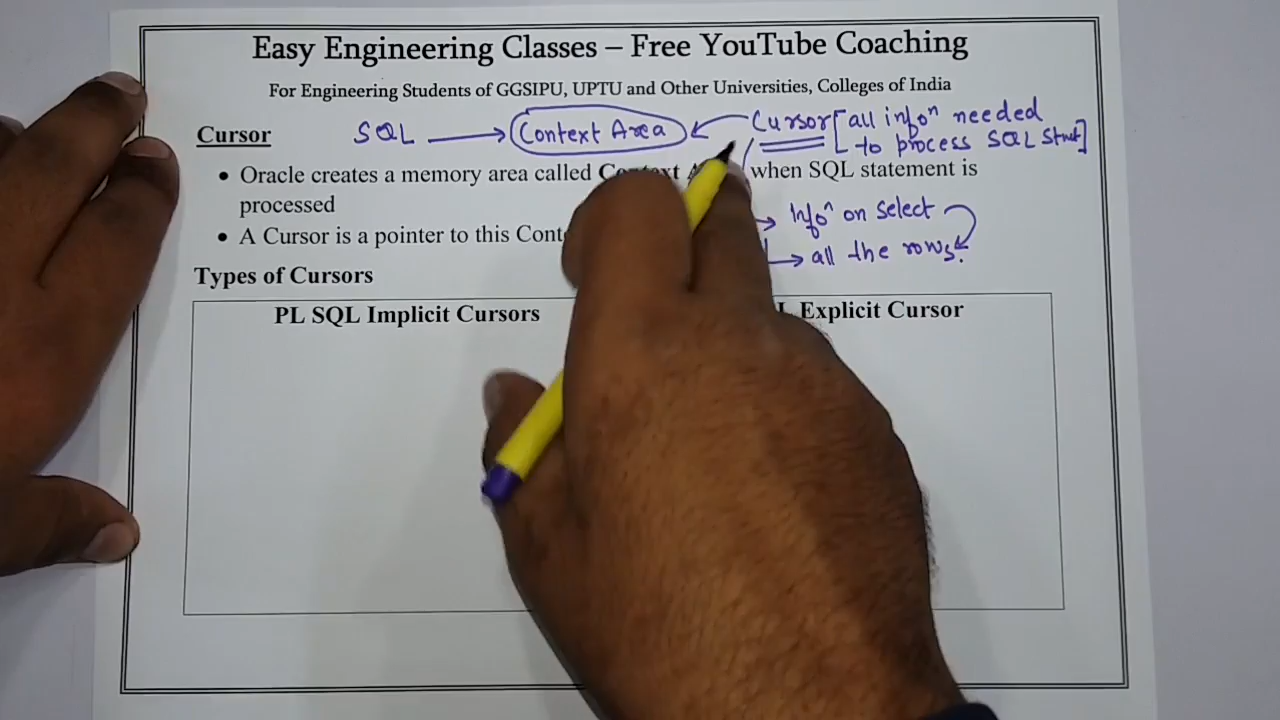 Easy Engineering Classes – Free YouTube Coaching
For Engineering Students of GGSIPU, UPTU and Other Universities, Colleges of India
Cursor
SQL → Context Area ← Cursor [all infoⁿ needed
to process SQL Stmt]
• Oracle creates a memory area called Context when SQL statement is
processed
• A Cursor is a pointer to this
→ Infoⁿ on select
→ all the rows.
Types of Cursors
PL SQL Implicit Cursors
Explicit Cursor